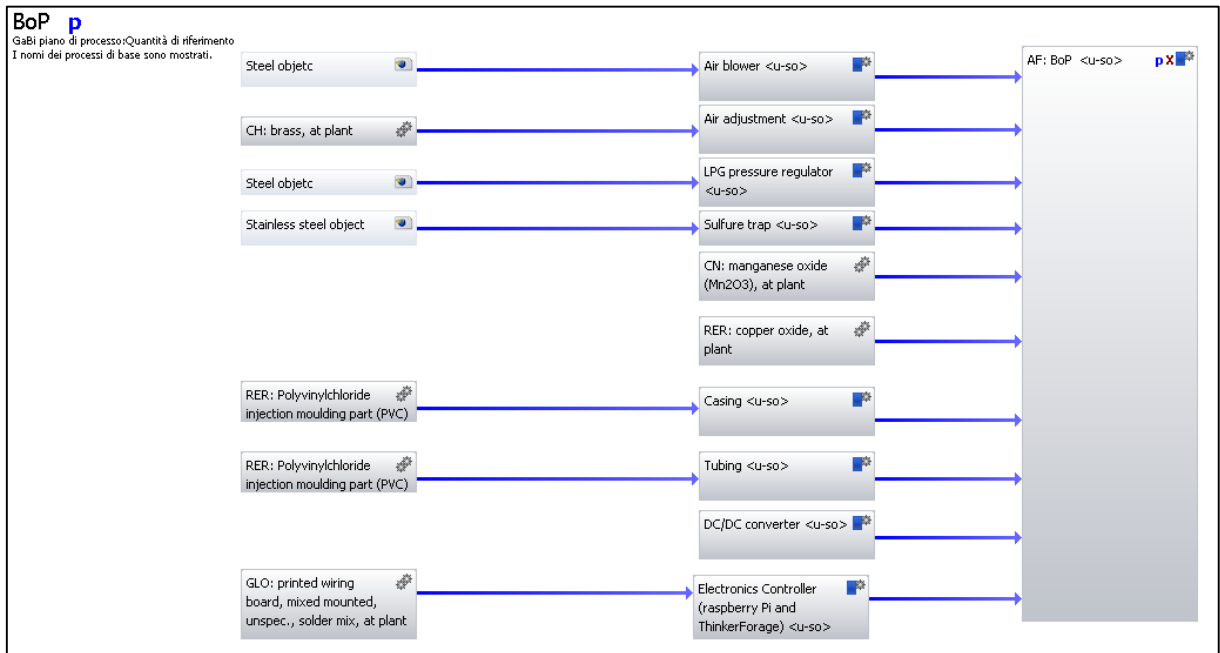 BoP p
GaBi piano di processo:Quantità di riferimento
I nomi dei processi di base sono mostrati.
Steel objetc
Air blower <u-so>
AF: BoP <u-so> p X
CH: brass, at plant
Air adjustment <u-so>
Steel objetc
LPG pressure regulator
<u-so>
Stainless steel object
Sulfure trap <u-so>
CN: manganese oxide
(Mn2O3), at plant
RER: copper oxide, at
plant
RER: Polyvinylchloride
injection moulding part (PVC)
Casing <u-so>
RER: Polyvinylchloride
injection moulding part (PVC)
Tubing <u-so>
DC/DC converter <u-so>
GLO: printed wiring
board, mixed mounted,
unspec., solder mix, at plant
Electronics Controller
(raspberry Pi and
ThinkerForage) <u-so>